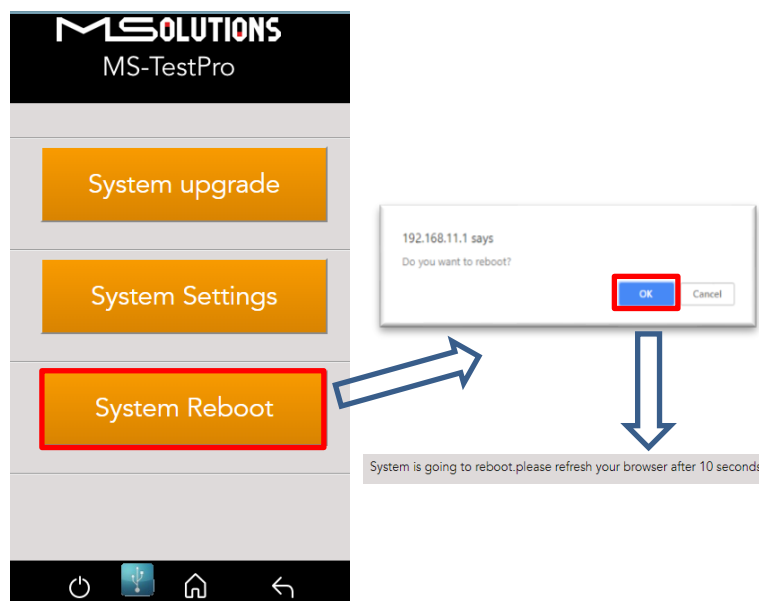 MSOLUTIONS
MS-TestPro
System upgrade
System Settings
System Reboot
192.168.11.1 says
Do you want to reboot?
OK Cancel
System is going to reboot.please refresh your browser after 10 seconds